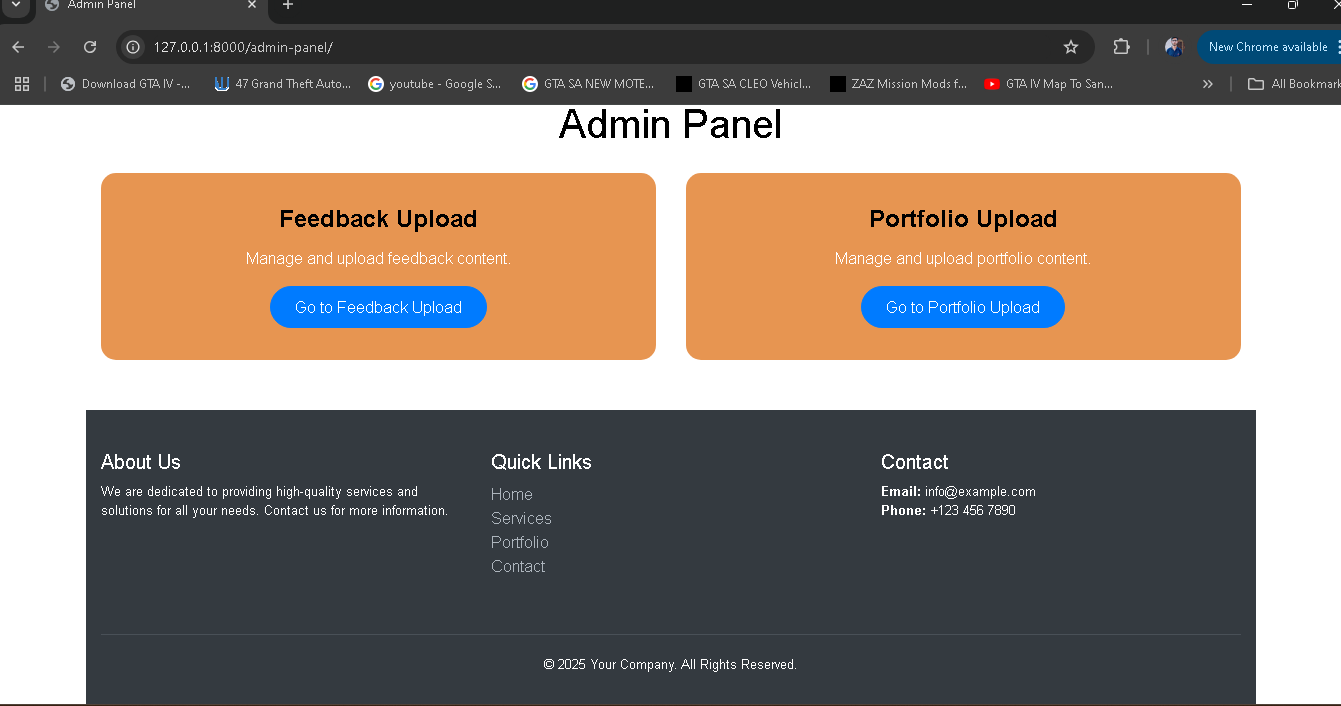 Admin Panel
127.0.0.1:8000/admin-panel/
New Chrome available
Download GTA IV -...
47 Grand Theft Auto...
youtube - Google S...
GTA SA NEW MOTE...
GTA SA CLEO Vehicl...
ZAZ Mission Mods f...
GTA IV Map To San...
All Bookmark
Admin Panel
Feedback Upload
Manage and upload feedback content.
Go to Feedback Upload
Portfolio Upload
Manage and upload portfolio content.
Go to Portfolio Upload
About Us
We are dedicated to providing high-quality services and
solutions for all your needs. Contact us for more information.
Quick Links
Home
Services
Portfolio
Contact
Contact
Email: info@example.com
Phone: +123 456 7890
© 2025 Your Company. All Rights Reserved.